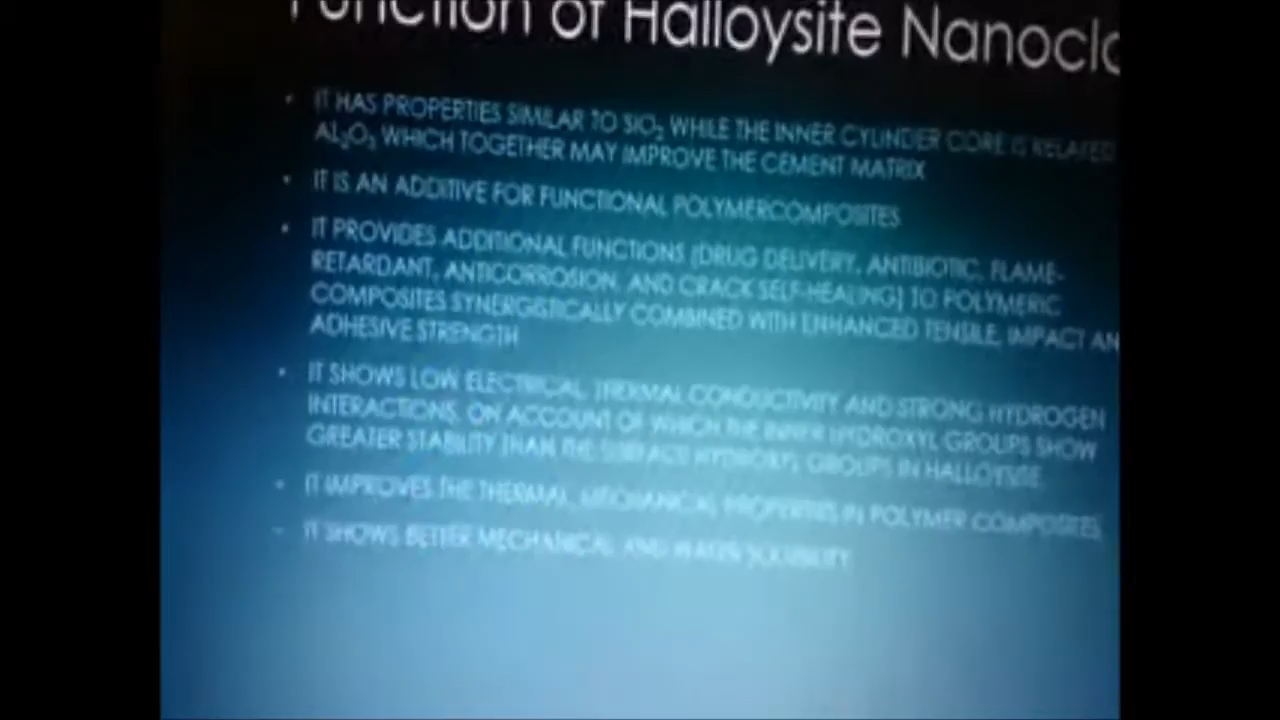 Function of Halloysite Nanocla
• IT HAS PROPERTIES SIMILAR TO SIO₂ WHILE THE INNER CYLINDER CORE IS RELATED
AL₂O₃ WHICH TOGETHER MAY IMPROVE THE CEMENT MATRIX
• IT IS AN ADDITIVE FOR FUNCTIONAL POLYMERCOMPOSITES
• IT PROVIDES ADDITIONAL FUNCTIONS (DRUG DELIVERY, ANTIBIOTIC, FLAME-
RETARDANT, ANTICORROSION, AND CRACK SELF-HEALING) TO POLYMERIC
COMPOSITES SYNERGISTICALLY COMBINED WITH ENHANCED TENSILE, IMPACT AN
ADHESIVE STRENGTH
• IT SHOWS LOW ELECTRICAL, THERMAL CONDUCTIVITY AND STRONG HYDROGEN
INTERACTIONS, ON ACCOUNT OF WHICH THE INNER HYDROXYL GROUPS SHOW
GREATER STABILITY THAN THE SURFACE HYDROXYL GROUPS IN HALLOYSITE
• IT IMPROVES THE THERMAL, MECHANICAL PROPERTIES IN POLYMER COMPOSITES
• IT SHOWS BETTER MECHANICAL AND WATER SOLUBILITY